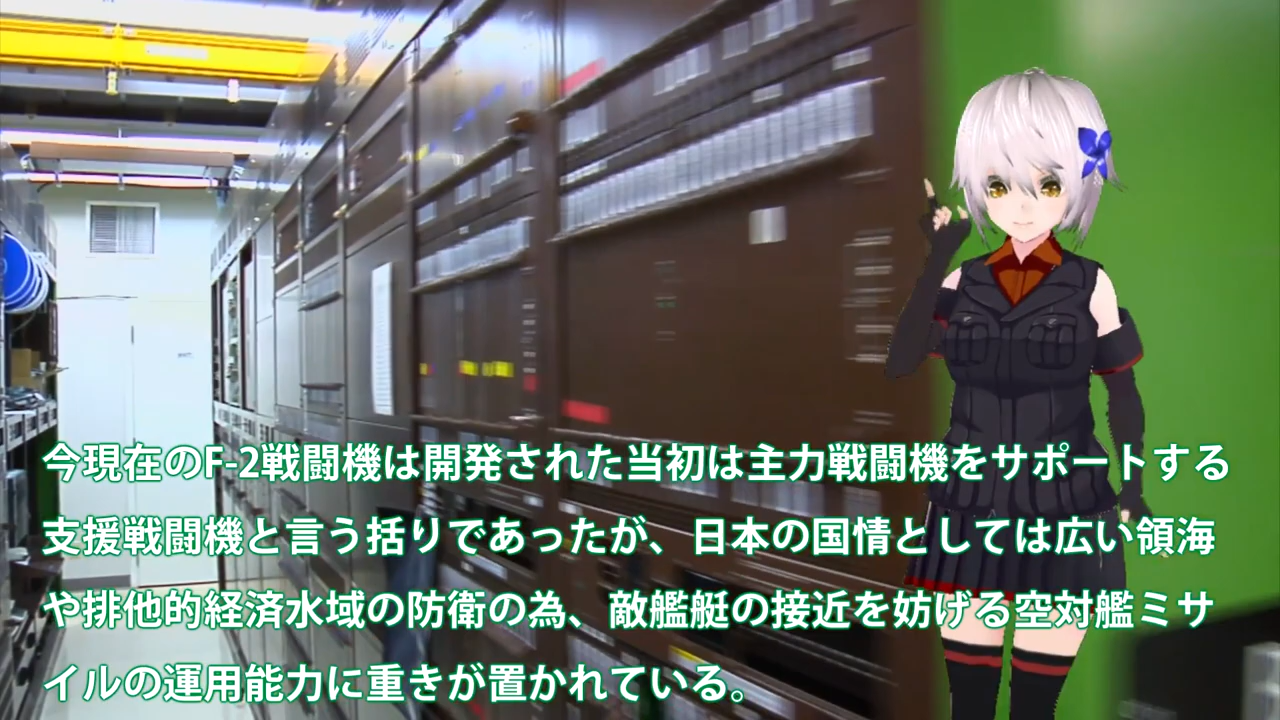 今現在のF-2戦闘機は開発された当初は主力戦闘機をサポートする
支援戦闘機と言う括りであったが、日本の国情としては広い領海
や排他的経済水域の防衛の為、敵艦艇の接近を妨げる空対艦ミサ
イルの運用能力に重きが置かれている。